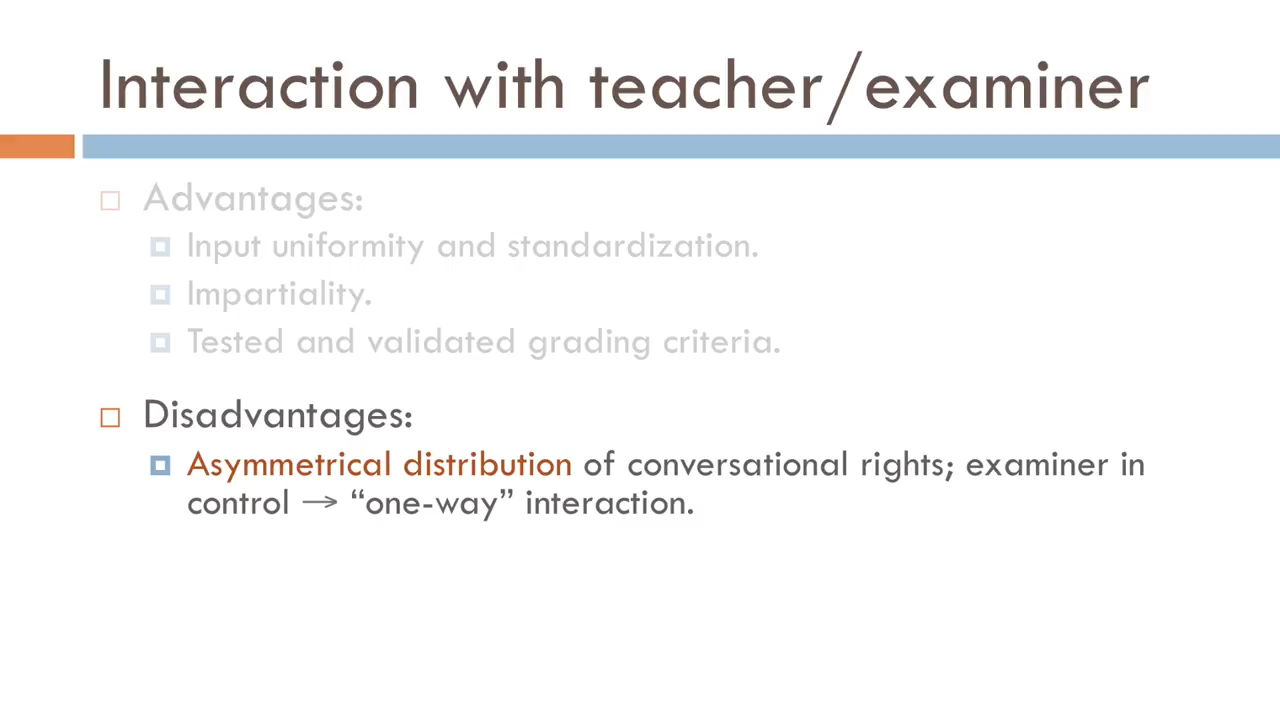 Interaction with teacher/examiner
Advantages:
Input uniformity and standardization.
Impartiality.
Tested and validated grading criteria.
Disadvantages:
Asymmetrical distribution of conversational rights; examiner in
control → “one-way” interaction.